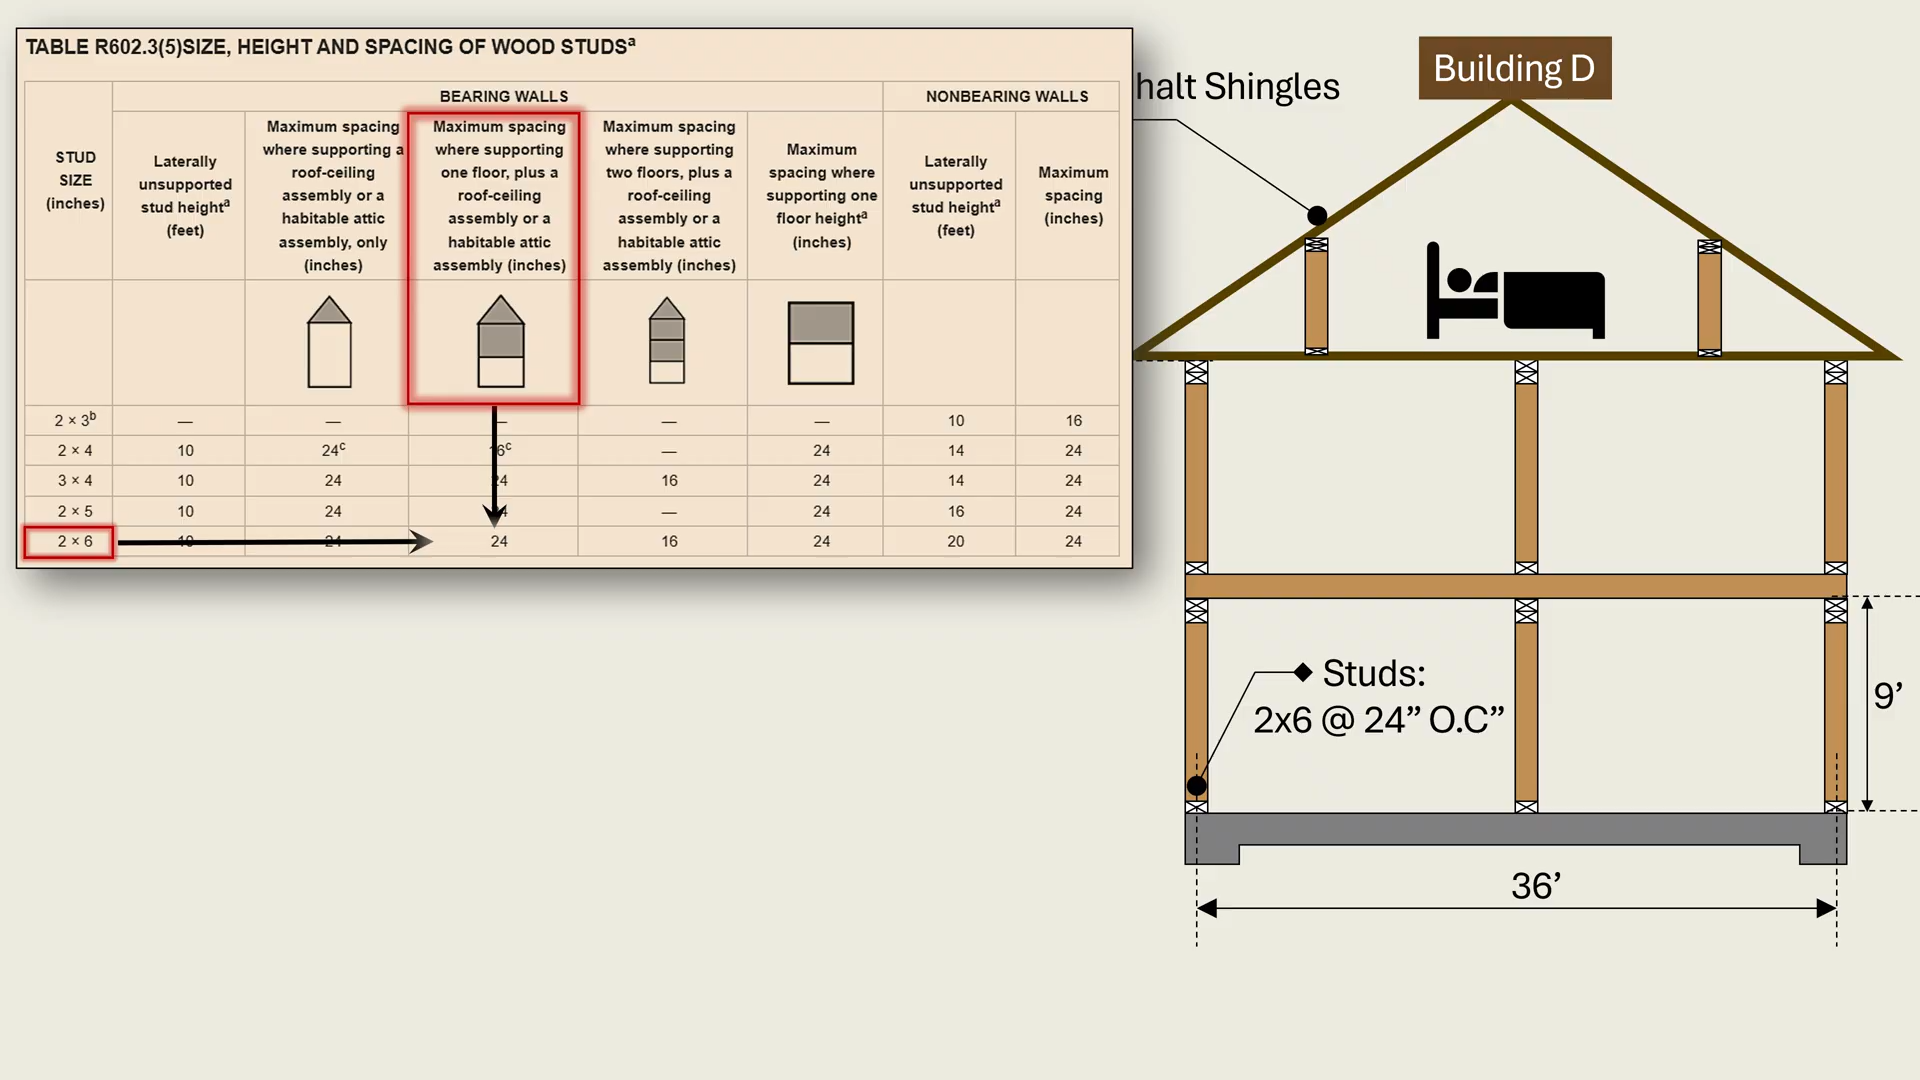 TABLE R602.3(5)SIZE, HEIGHT AND SPACING OF WOOD STUDSa
BEARING WALLS
NONBEARING WALLS
STUD
SIZE
(inches)
Laterally
unsupported
stud heighta
(feet)
Maximum spacing
where supporting a
roof-ceiling
assembly or a
habitable attic
assembly, only
(inches)
Maximum spacing
where supporting
one floor, plus a
roof-ceiling
assembly or a
habitable attic
assembly (inches)
Maximum spacing
where supporting
two floors, plus a
roof-ceiling
assembly or a
habitable attic
assembly (inches)
Maximum
spacing where
supporting one
floor heighta
(inches)
Laterally
unsupported
stud heighta
(feet)
Maximum
spacing
(inches)
2 × 3b — — — — — 10 16
2 × 4 10 24c 16c — 24 14 24
3 × 4 10 24 24 16 24 14 24
2 × 5 10 24 — 24 16 24
2 × 6 10 24 24 16 24 20 24
halt Shingles
Building D
Studs:
2x6 @ 24” O.C”
9’
36’